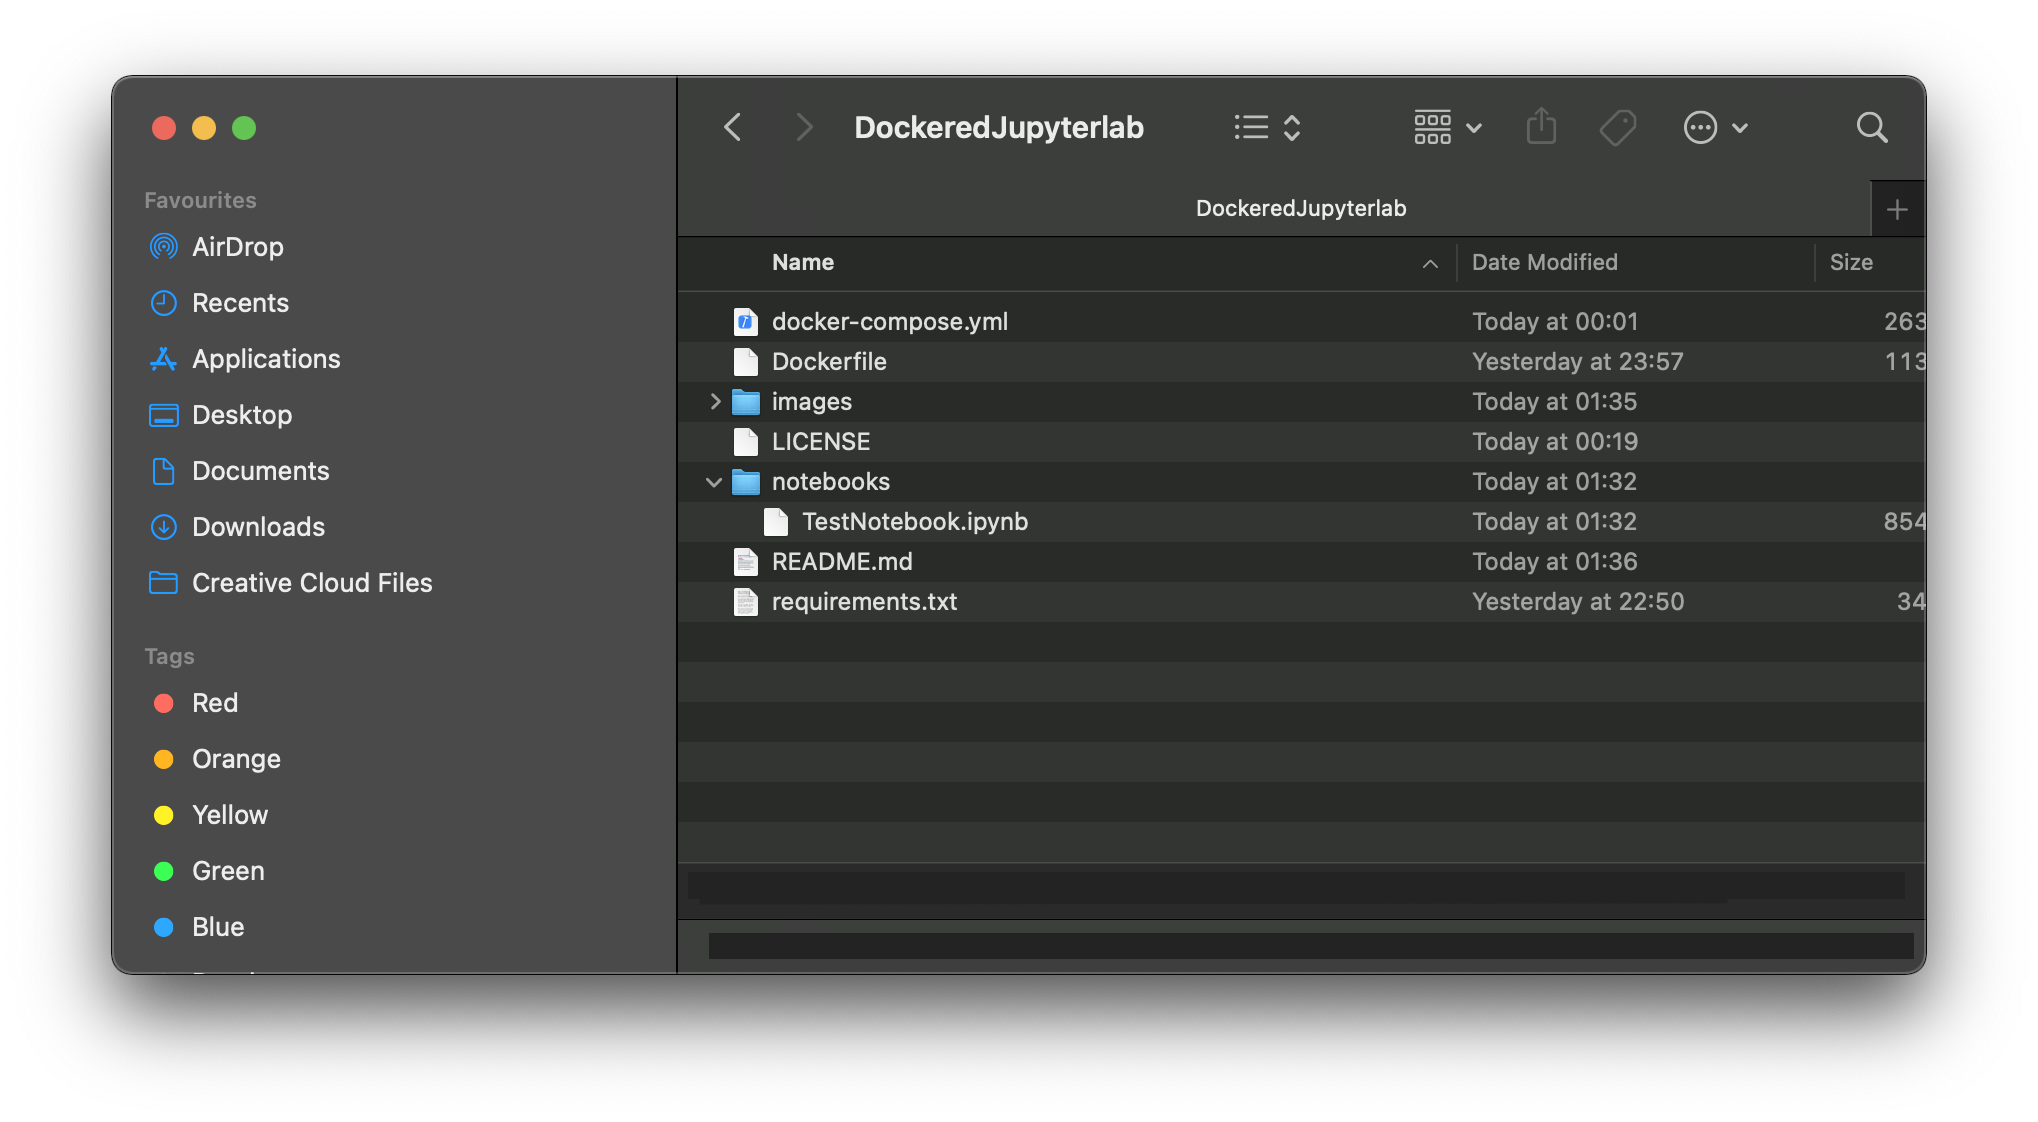 DockeredJupyterlab
Favourites
AirDrop
Recents
Applications
Desktop
Documents
Downloads
Creative Cloud Files
Tags
Red
Orange
Yellow
Green
Blue
DockeredJupyterlab
Name Date Modified Size
docker-compose.yml Today at 00:01 263
Dockerfile Yesterday at 23:57 113
images Today at 01:35
LICENSE Today at 00:19
notebooks Today at 01:32
TestNotebook.ipynb Today at 01:32 854
README.md Today at 01:36
requirements.txt Yesterday at 22:50 34